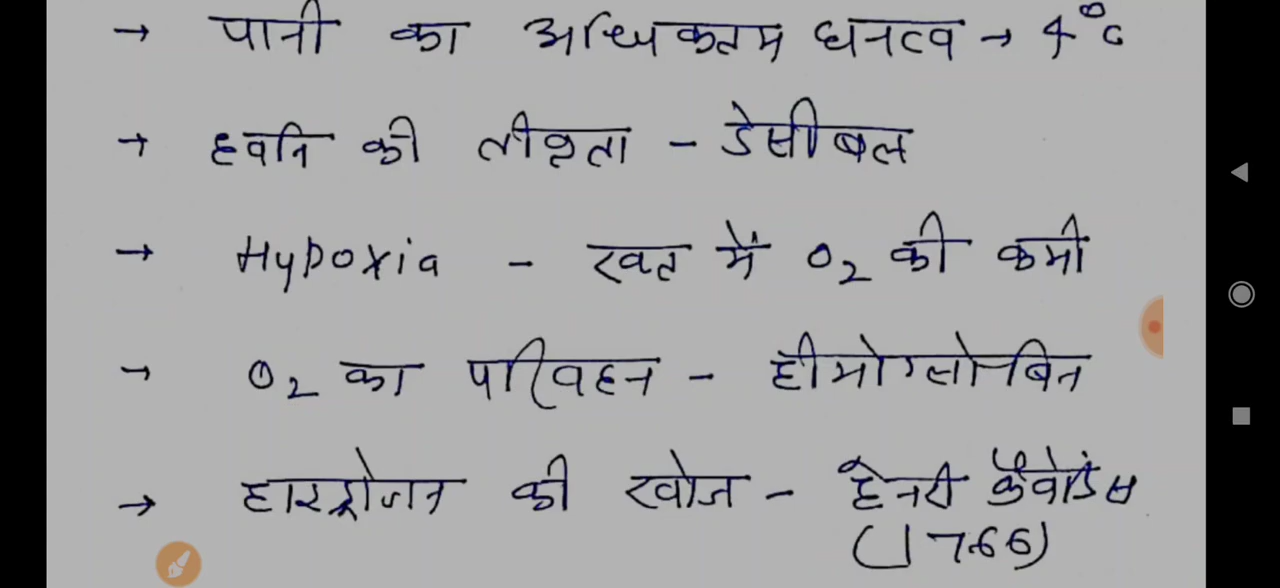 → पानी का अधिकतम घनत्व → 4°c
→ ध्वनि की तीव्रता - डेसीबल
→ Hypoxia - रक्त में O₂ की कमी
→ O₂ का परिवहन - हीमोग्लोबिन
→ हाइड्रोजन की खोज - हेनरी कैवेंडिस
(1766)